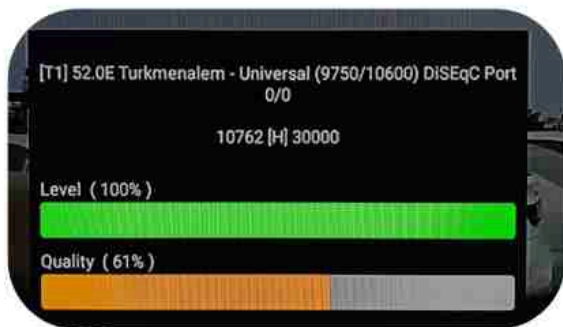 [T1] 52.0E Turkmenalem - Universal (9750/10600) DiSEqC Port
0/0
10762 [H] 30000
Level ( 100% )
Quality ( 61% )